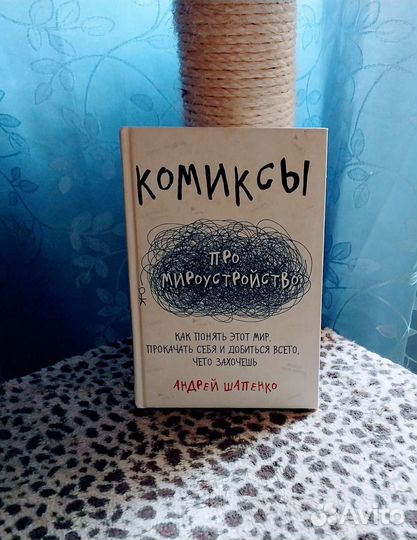 КОМИКСЫ
ПРО
МИРОУСТРОЙСТВО
КАК ПОНЯТЬ ЭТОТ МИР,
ПРОКАЧАТЬ СЕБЯ И ДОБИТЬСЯ ВСЕГО,
ЧЕГО ЗАХОЧЕШЬ
АНДРЕЙ ШАПЕНКО
Avito